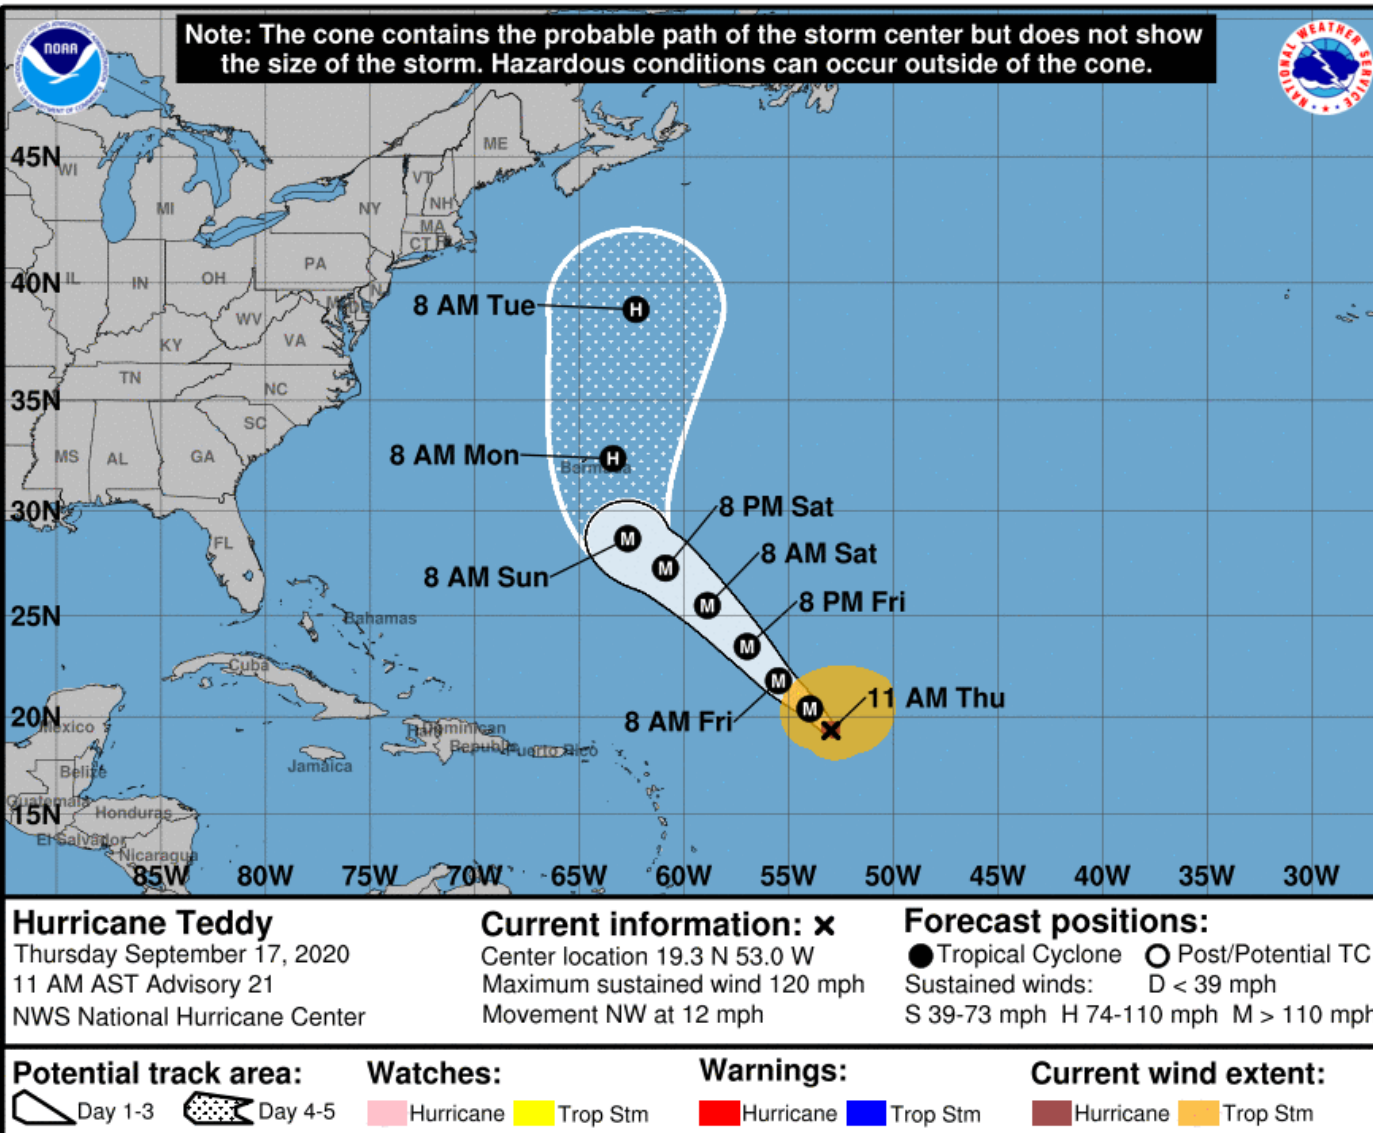 Note: The cone contains the probable path of the storm center but does not show
the size of the storm. Hazardous conditions can occur outside of the cone.
NOAA
NATIONAL WEATHER SERVICE
45N
40N
35N
30N
25N
20N
15N
WI
MI
IL
IN
OH
KY
TN
MS
AL
GA
FL
SC
NC
VA
WV
PA
NY
VT
NH
ME
MA
CT
8 AM Tue
H
8 AM Mon
H
Bermuda
8 PM Sat
M
8 AM Sun
M
8 AM Sat
M
8 PM Fri
M
8 AM Fri
M
M
11 AM Thu
Bahamas
Cuba
Mexico
Belize
Guatemala
Honduras
El Salvador
Nicaragua
Jamaica
Haiti
Dominican
Republic
Puerto Rico
85W 80W 75W 70W 65W 60W 55W 50W 45W 40W 35W 30W
Hurricane Teddy
Thursday September 17, 2020
11 AM AST Advisory 21
NWS National Hurricane Center
Current information:
Center location 19.3 N 53.0 W
Maximum sustained wind 120 mph
Movement NW at 12 mph
Forecast positions:
Tropical Cyclone Post/Potential TC
Sustained winds: D < 39 mph
S 39-73 mph H 74-110 mph M > 110 mph
Potential track area:
Day 1-3 Day 4-5
Watches:
Hurricane Trop Stm
Warnings:
Hurricane Trop Stm
Current wind extent:
Hurricane Trop Stm